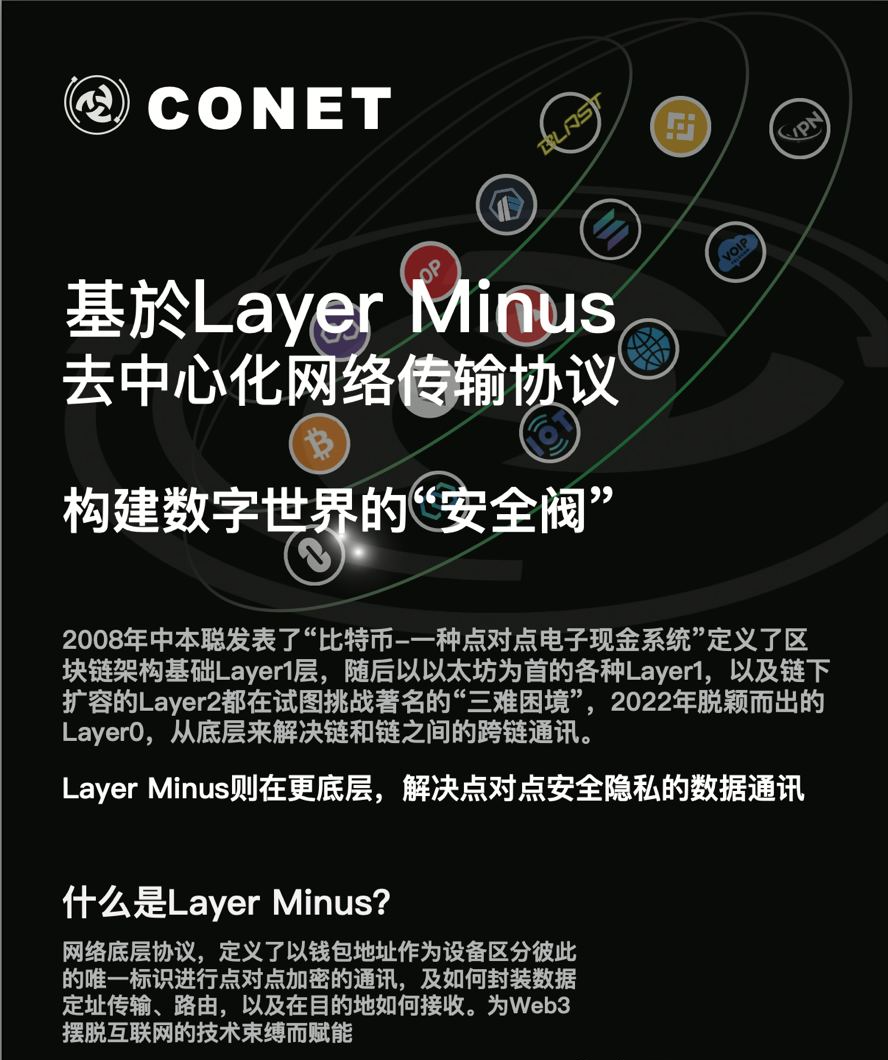 CONET
BLAST
VPN
VOIP
OP
基於Layer Minus
去中心化网络传输协议
IOT
构建数字世界的“安全阀”
2008年中本聪发表了“比特币-一种点对点电子现金系统”定义了区
块链架构基础Layer1层，随后以以太坊为首的各种Layer1，以及链下
扩容的Layer2都在试图挑战著名的“三难困境”，2022年脱颖而出的
Layer0，从底层来解决链和链之间的跨链通讯。
Layer Minus则在更底层，解决点对点安全隐私的数据通讯
什么是Layer Minus?
网络底层协议，定义了以钱包地址作为设备区分彼此
的唯一标识进行点对点加密的通讯，及如何封装数据
定址传输、路由，以及在目的地如何接收。为Web3
摆脱互联网的技术束缚而赋能